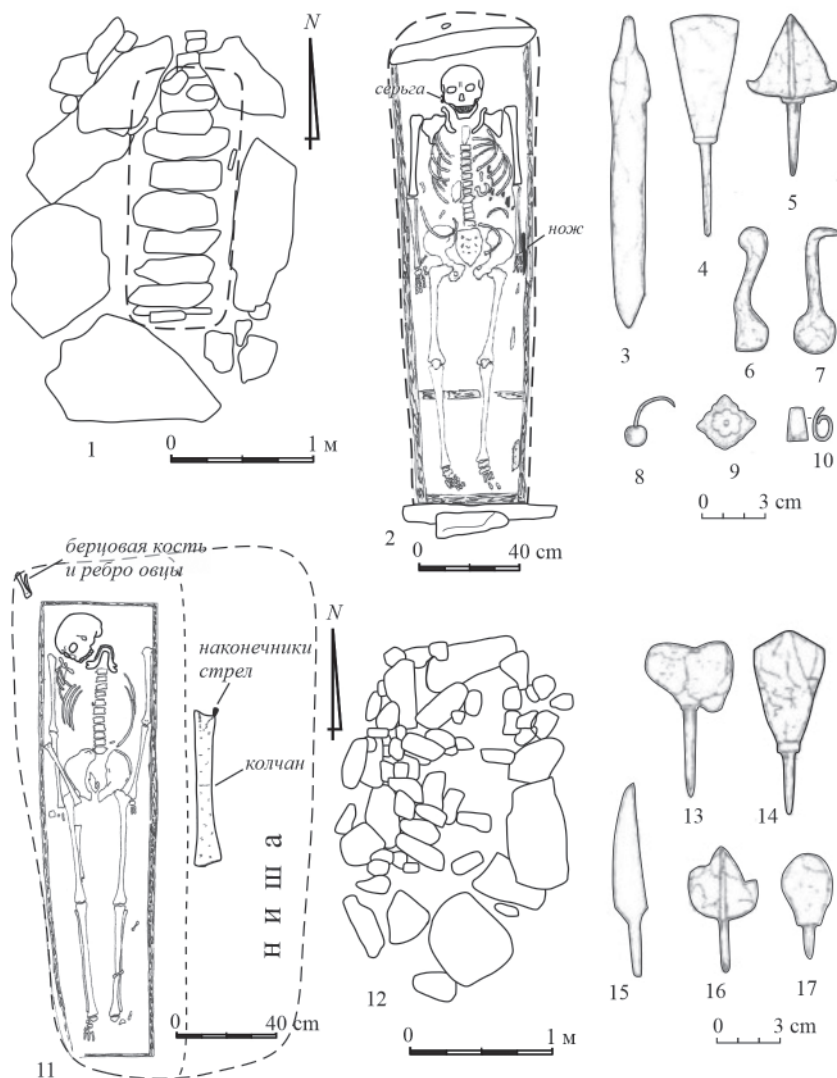 N
1
0 1 м
серьга
нож
2
0 40 cm
3
4
5
6
7
8
9
10
0 3 cm
берцовая кость
и ребро овцы
наконечники
стрел
колчан
ниша
0 40 cm
11
N
12
0 1 м
13
14
15
16
17
0 3 cm